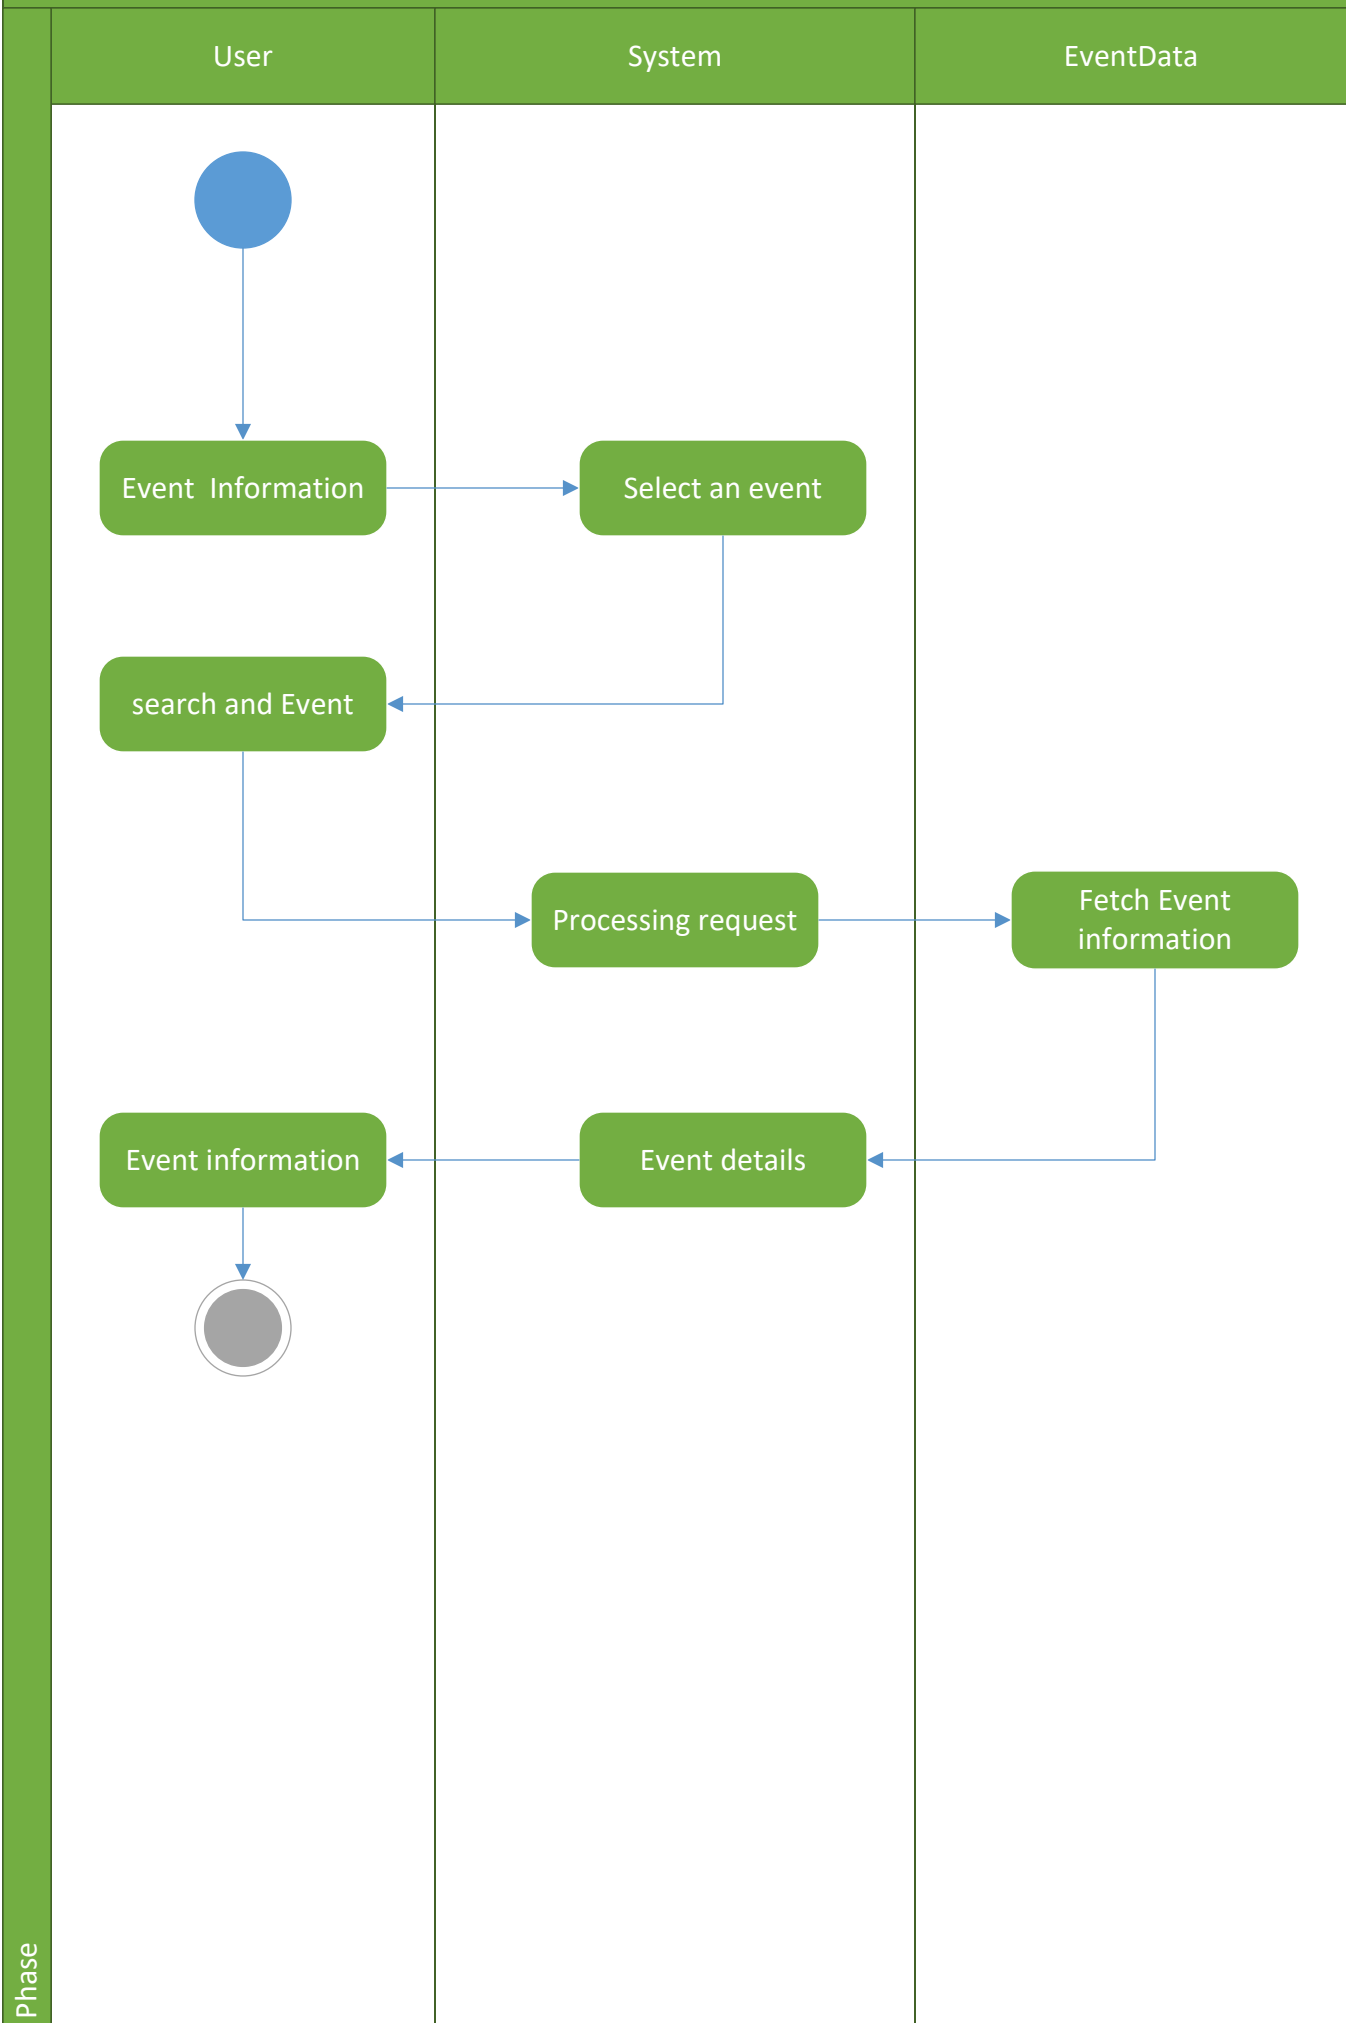 User
System
EventData
Event  Information
Select an event
search and Event
Processing request
Fetch Event
information
Event information
Event details
Phase